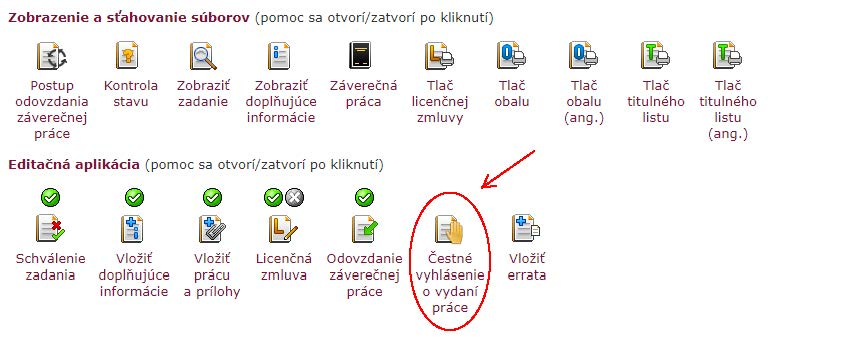 Zobrazenie a sťahovanie súborov (pomoc sa otvorí/zatvorí po kliknutí)
Postup odovzdania záverečnej práce
Kontrola stavu
Zobraziť zadanie
Zobraziť doplňujúce informácie
Záverečná práca
Tlač licenčnej zmluvy
Tlač obalu
Tlač obalu (ang.)
Tlač titulného listu
Tlač titulného listu (ang.)
Editačná aplikácia (pomoc sa otvorí/zatvorí po kliknutí)
Schválenie zadania
Vložiť doplňujúce informácie
Vložiť prácu a prílohy
Licenčná zmluva
Odovzdanie záverečnej práce
Čestné vyhlásenie o vydaní práce
Vložiť errata